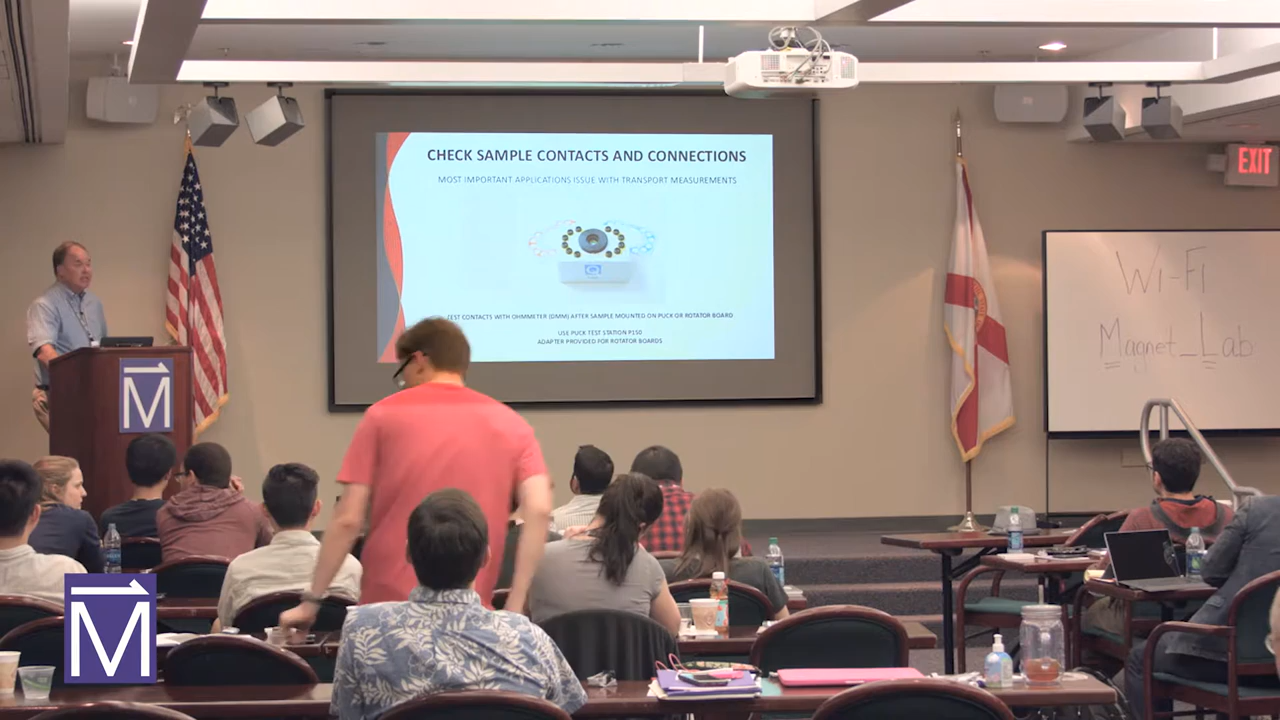 CHECK SAMPLE CONTACTS AND CONNECTIONS
MOST IMPORTANT APPLICATIONS ISSUE WITH TRANSPORT MEASUREMENTS
TEST CONTACTS WITH OHMMETER (DMM) AFTER SAMPLE MOUNTED ON PUCK OR ROTATOR BOARD
USE PUCK TEST STATION P150
ADAPTER PROVIDED FOR ROTATOR BOARDS
EXIT
Wi-Fi
Magnet_Lab
M
M